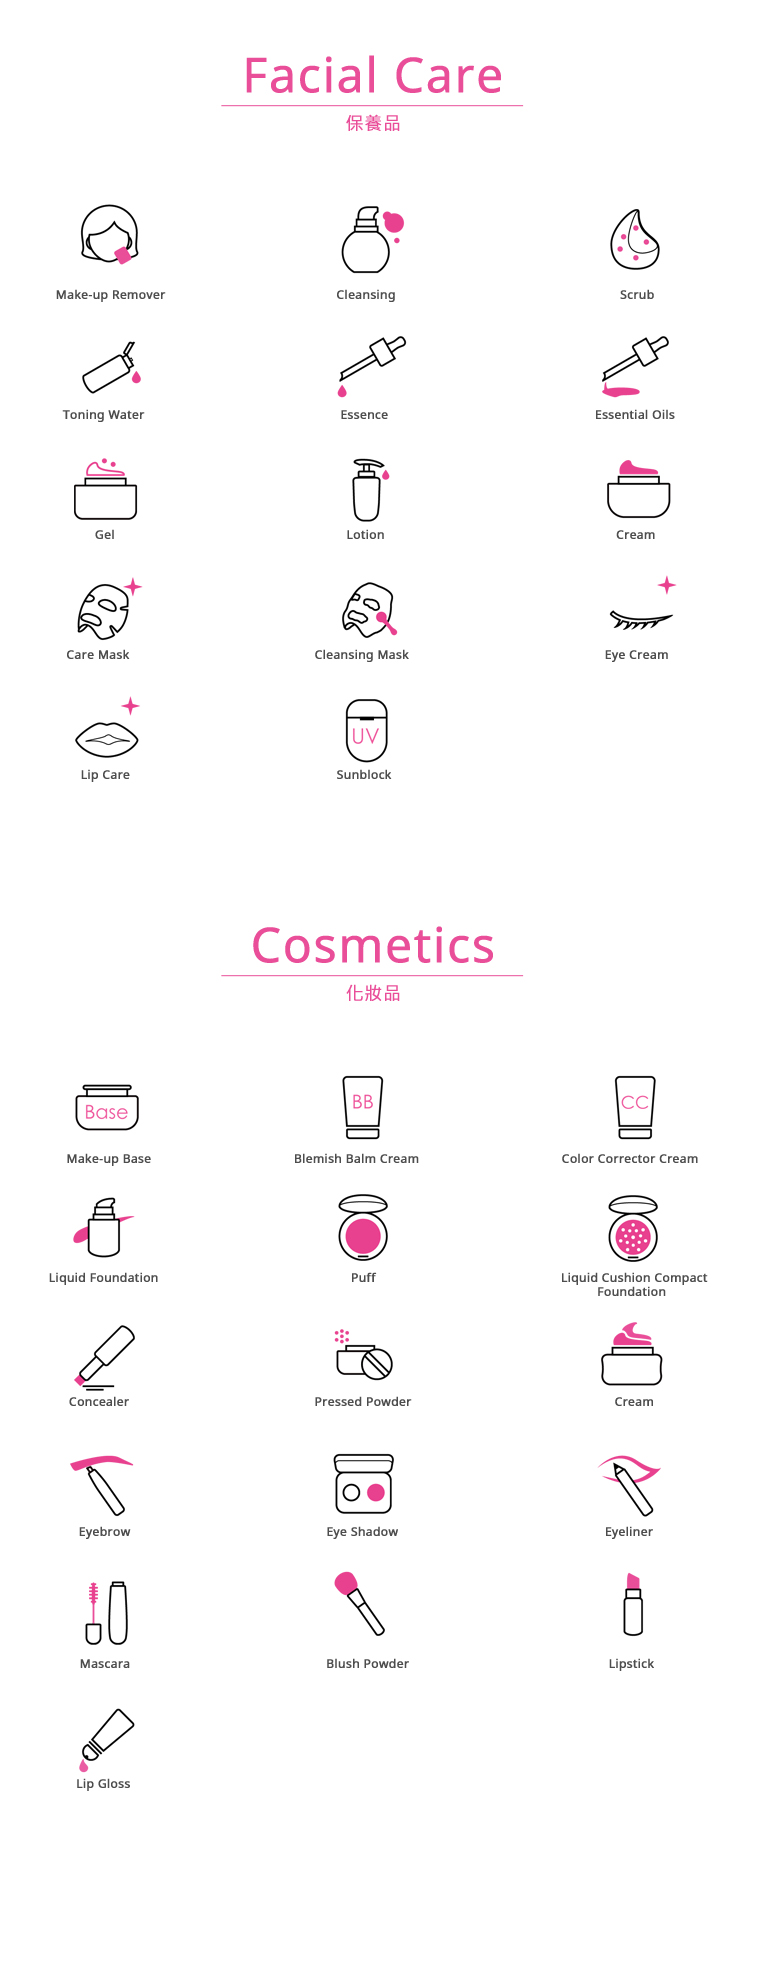 Facial Care
保養品
Make-up Remover
Cleansing
Scrub
Toning Water
Essence
Essential Oils
Gel
Lotion
Cream
Care Mask
Cleansing Mask
Eye Cream
Lip Care
UV
Sunblock
Cosmetics
化妝品
Base
BB
CC
Make-up Base
Blemish Balm Cream
Color Corrector Cream
Liquid Foundation
Puff
Liquid Cushion Compact
Foundation
Concealer
Pressed Powder
Cream
Eyebrow
Eye Shadow
Eyeliner
Mascara
Blush Powder
Lipstick
Lip Gloss